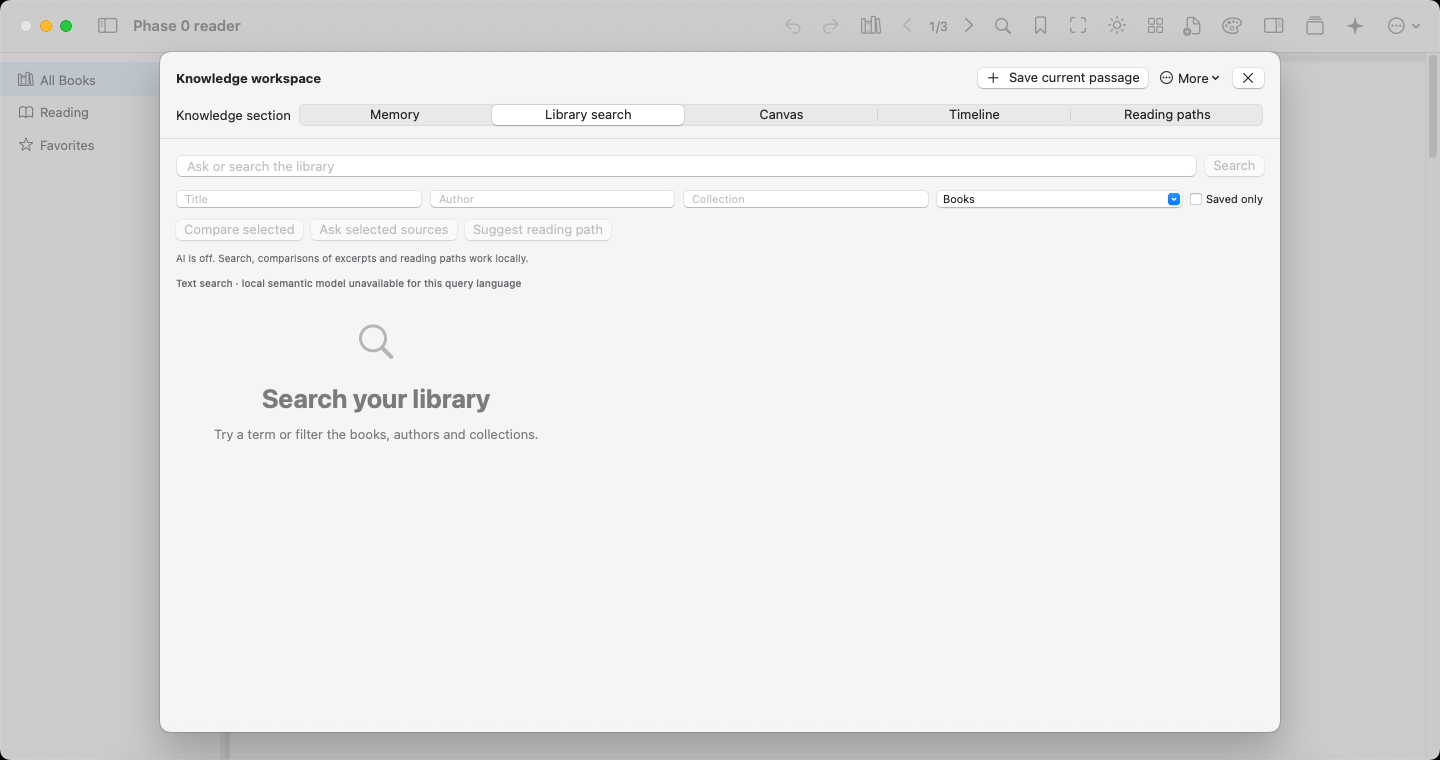 Phase 0 reader
1/3
All Books
Reading
Favorites
Knowledge workspace
Save current passage
More
Knowledge section
Memory
Library search
Canvas
Timeline
Reading paths
Ask or search the library
Search
Title
Author
Collection
Books
Saved only
Compare selected
Ask selected sources
Suggest reading path
AI is off. Search, comparisons of excerpts and reading paths work locally.
Text search · local semantic model unavailable for this query language
Search your library
Try a term or filter the books, authors and collections.